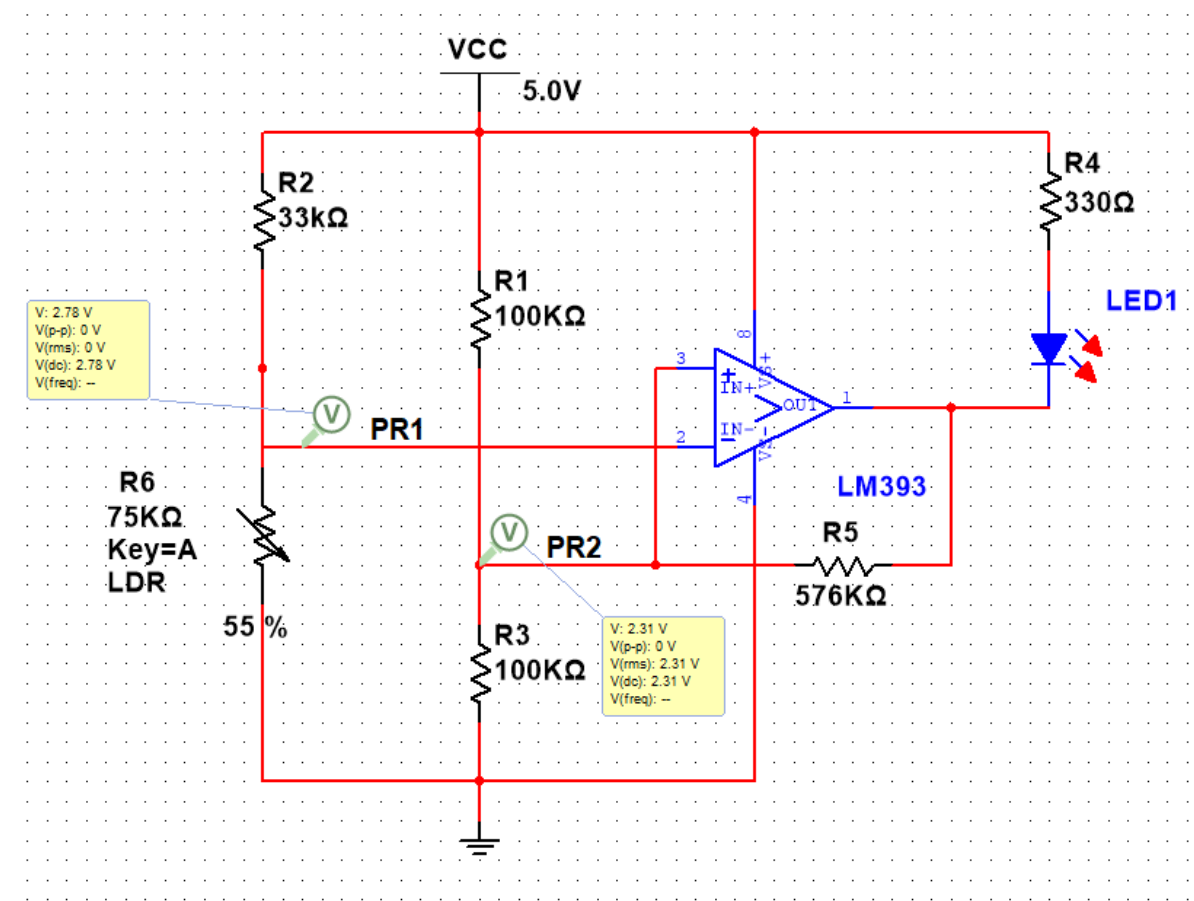 VCC
5.0V
R2
33kΩ
R4
330Ω
R1
100KΩ
LED1
V: 2.78 V
V(p-p): 0 V
V(rms): 0 V
V(dc): 2.78 V
V(freq): --
V
PR1
3
+
IN+
8
VS+
OUT
1
2
IN-
−
VS-
4
LM393
R6
75KΩ
Key=A
LDR
55 %
V
PR2
R5
576KΩ
V: 2.31 V
V(p-p): 0 V
V(rms): 2.31 V
V(dc): 2.31 V
V(freq): --
R3
100KΩ